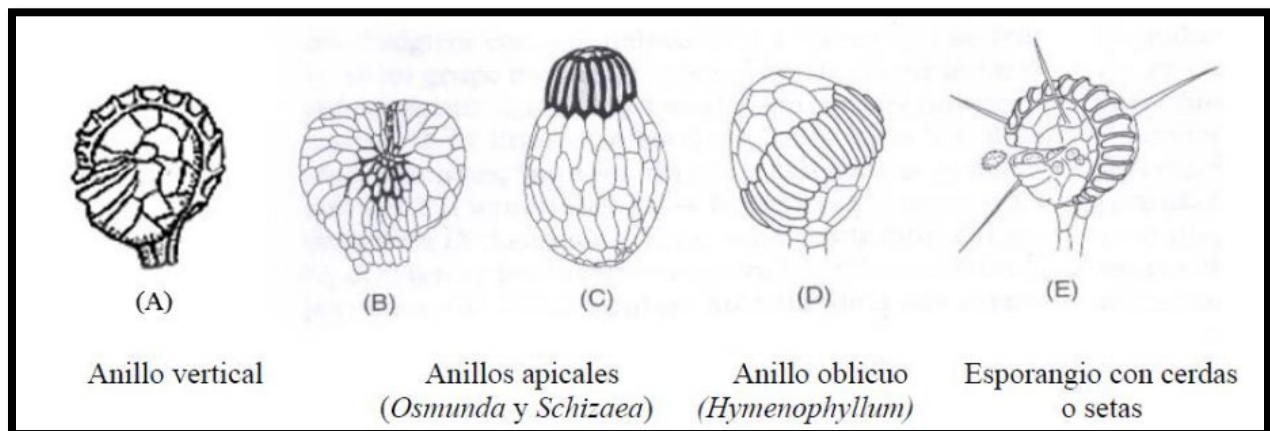 (A)
(B)
(C)
(D)
(E)
Anillo vertical
Anillos apicales
(Osmunda y Schizaea)
Anillo oblicuo
(Hymenophyllum)
Esporangio con cerdas
o setas